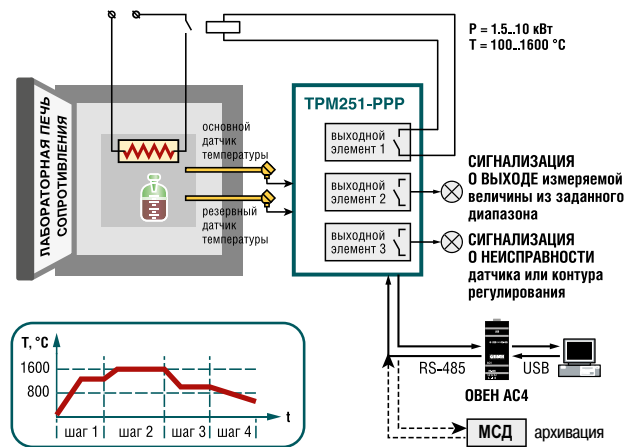 P = 1.5..10 кВт
T = 100..1600 °C
ТРМ251-РРР
ЛАБОРАТОРНАЯ ПЕЧЬ
СОПРОТИВЛЕНИЯ
основной
датчик
температуры
резервный
датчик
температуры
выходной
элемент 1
выходной
элемент 2
выходной
элемент 3
СИГНАЛИЗАЦИЯ
О ВЫХОДЕ измеряемой
величины из заданного
диапазона
СИГНАЛИЗАЦИЯ
О НЕИСПРАВНОСТИ
датчика или контура
регулирования
RS-485
USB
ОВЕН АС4
МСД
архивация
T, °C
1600
800
t
шаг 1
шаг 2
шаг 3
шаг 4